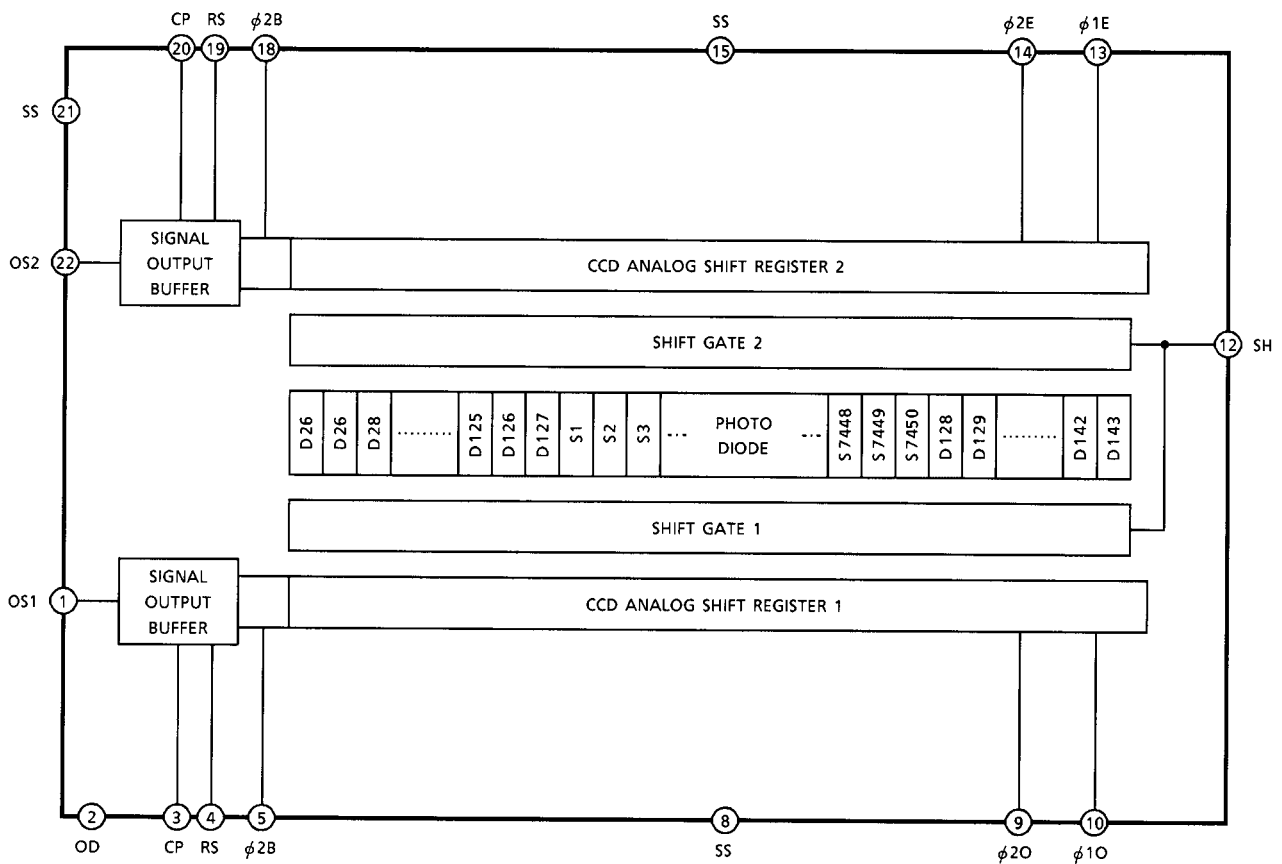 CP RS φ2B SS φ2E φ1E
20 19 18 15 14 13
SS 21
SIGNAL
OUTPUT
BUFFER
OS2 22
CCD ANALOG SHIFT REGISTER 2
SHIFT GATE 2
12 SH
D26 D26 D28 ········· D125 D126 D127 S1 S2 S3 --- PHOTO DIODE --- S7448 S7449 S7450 D128 D129 ········· D142 D143
SHIFT GATE 1
SIGNAL
OUTPUT
BUFFER
OS1 1
CCD ANALOG SHIFT REGISTER 1
2 3 4 5 8 9 10
OD CP RS φ2B SS φ2O φ1O